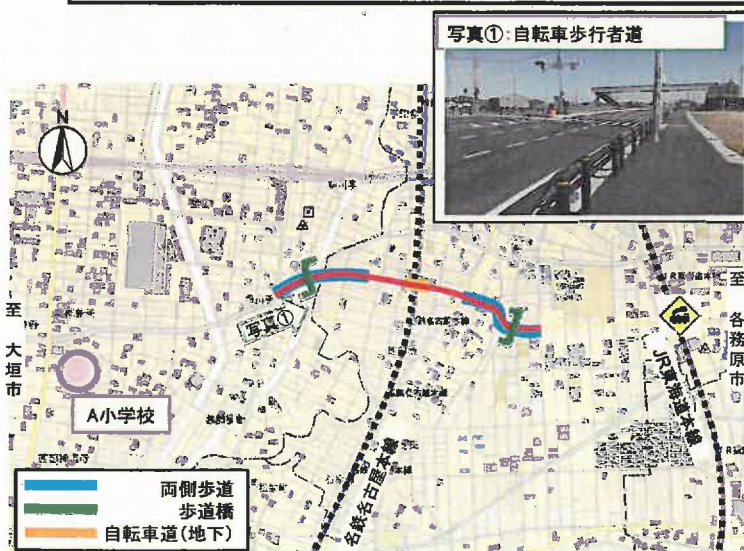 写真①:自転車歩行者道
N
至 大垣市
写真①
A小学校
至 各務原市
JR東海道本線
名鉄名古屋本線
両側歩道
歩道橋
自転車道(地下)